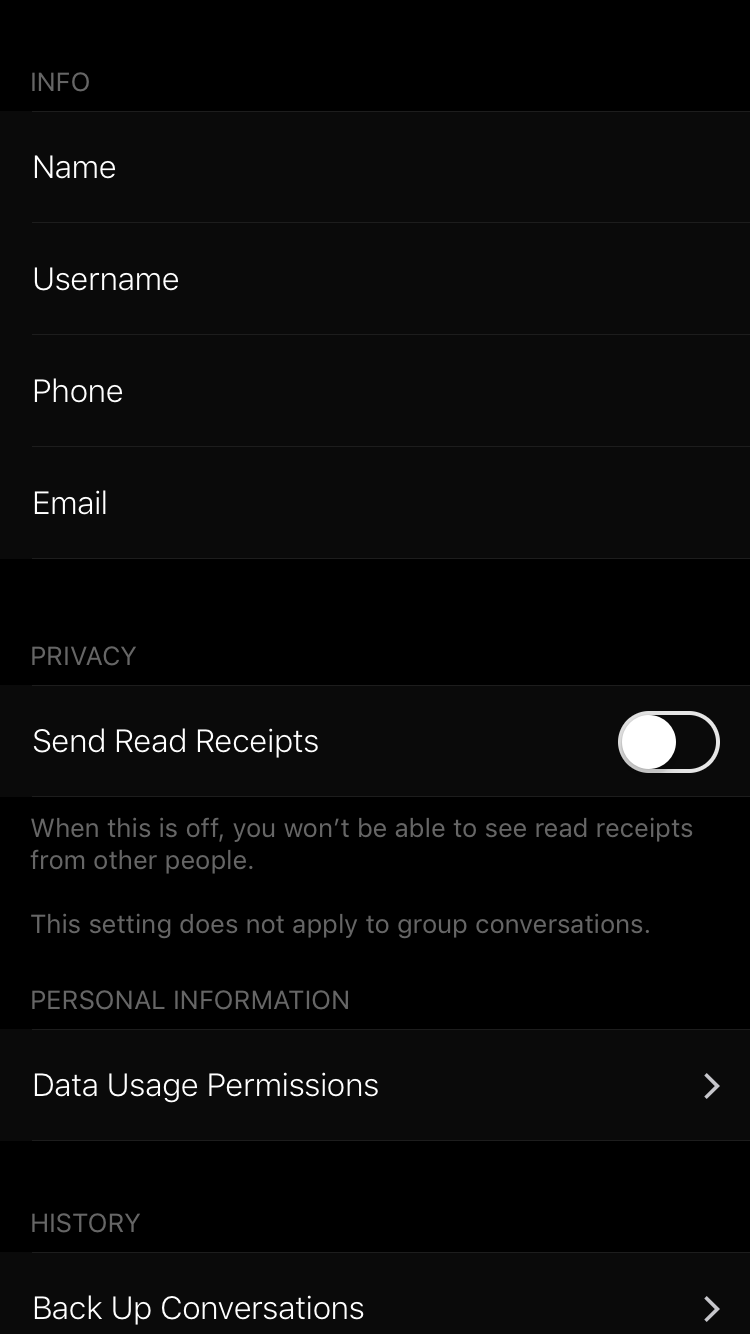 INFO
Name
Username
Phone
Email
PRIVACY
Send Read Receipts
When this is off, you won’t be able to see read receipts
from other people.
This setting does not apply to group conversations.
PERSONAL INFORMATION
Data Usage Permissions
HISTORY
Back Up Conversations